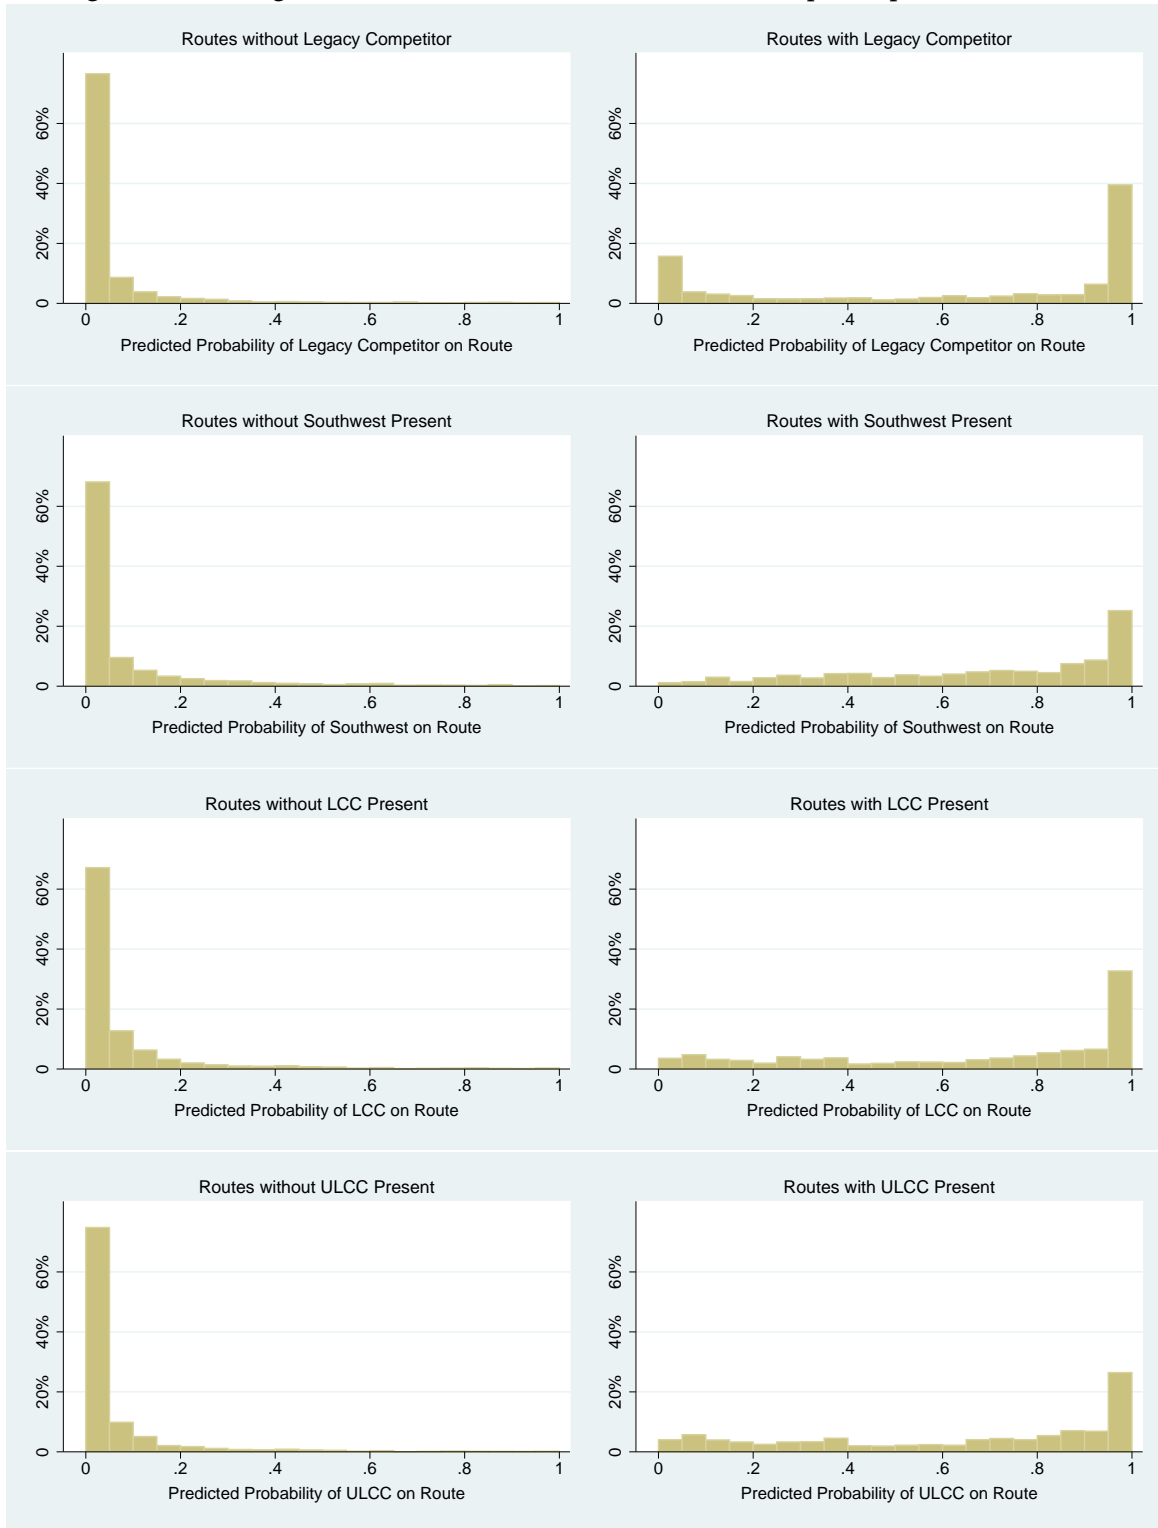 Routes without Legacy Competitor
60%
40%
20%
0
0 .2 .4 .6 .8 1
Predicted Probability of Legacy Competitor on Route
Routes with Legacy Competitor
60%
40%
20%
0
0 .2 .4 .6 .8 1
Predicted Probability of Legacy Competitor on Route
Routes without Southwest Present
60%
40%
20%
0
0 .2 .4 .6 .8 1
Predicted Probability of Southwest on Route
Routes with Southwest Present
60%
40%
20%
0
0 .2 .4 .6 .8 1
Predicted Probability of Southwest on Route
Routes without LCC Present
60%
40%
20%
0
0 .2 .4 .6 .8 1
Predicted Probability of LCC on Route
Routes with LCC Present
60%
40%
20%
0
0 .2 .4 .6 .8 1
Predicted Probability of LCC on Route
Routes without ULCC Present
60%
40%
20%
0
0 .2 .4 .6 .8 1
Predicted Probability of ULCC on Route
Routes with ULCC Present
60%
40%
20%
0
0 .2 .4 .6 .8 1
Predicted Probability of ULCC on Route